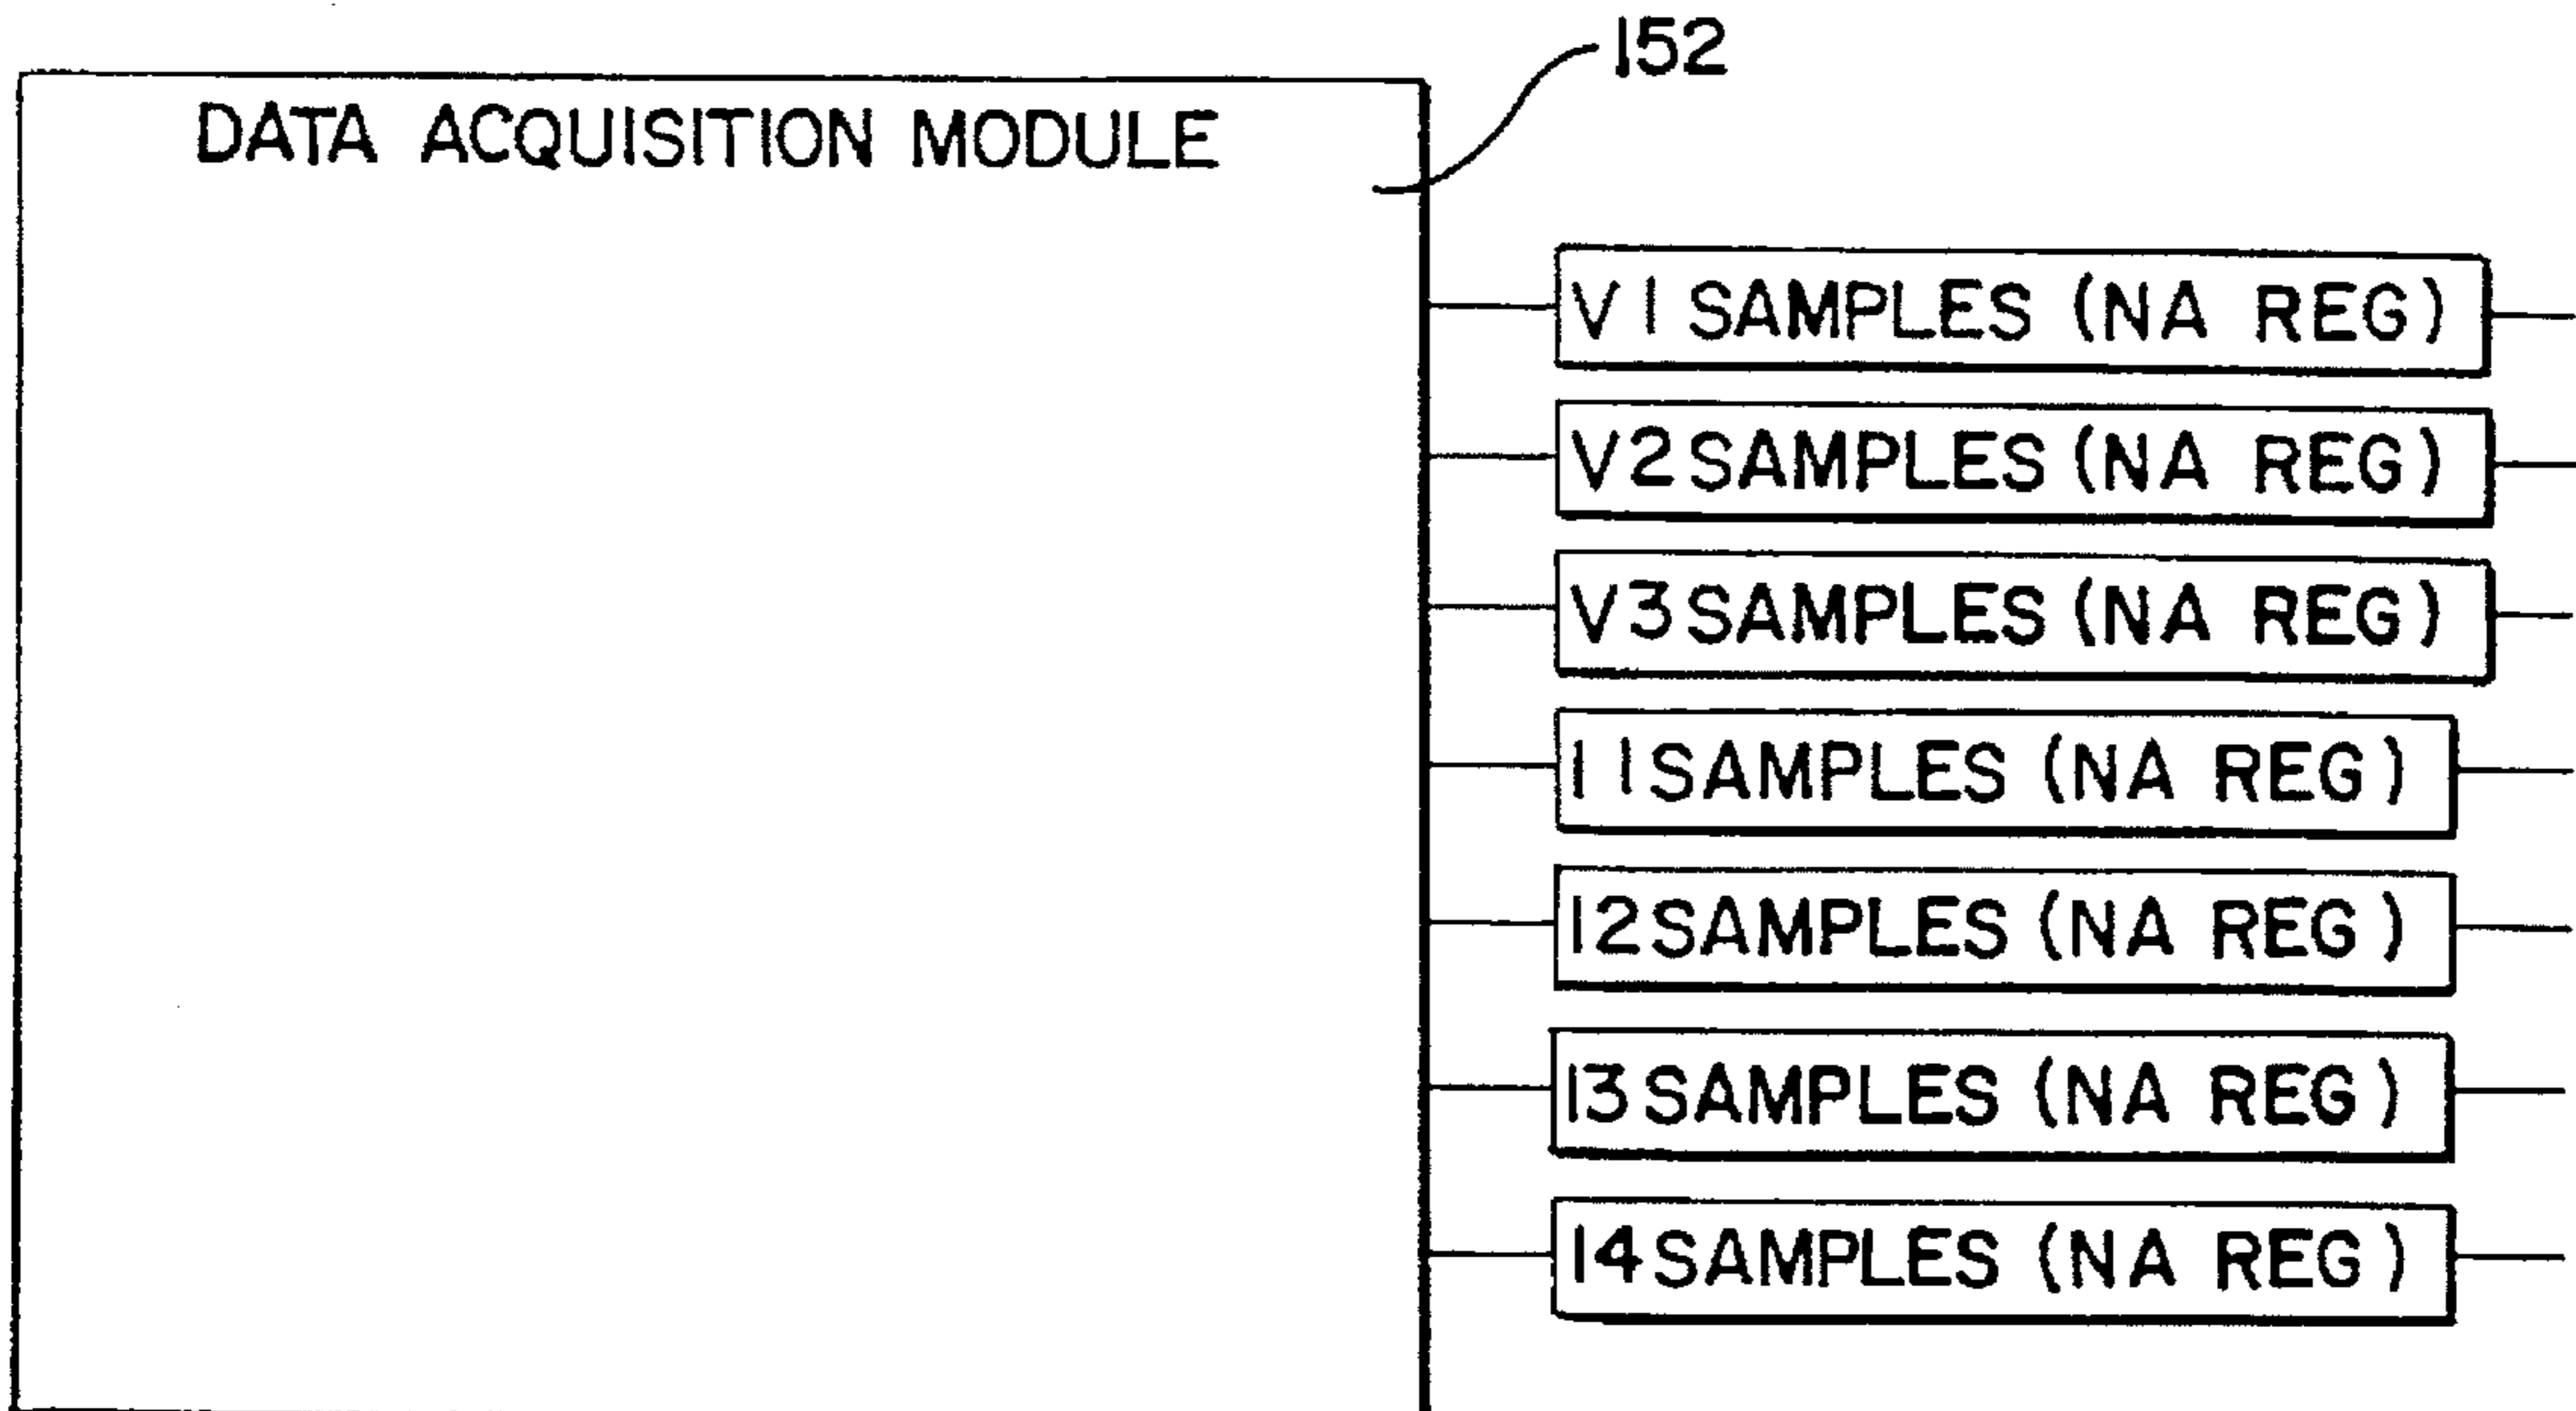 152
DATA ACQUISITION MODULE
V1 SAMPLES (NA REG)
V2 SAMPLES (NA REG)
V3 SAMPLES (NA REG)
I1 SAMPLES (NA REG)
I2 SAMPLES (NA REG)
I3 SAMPLES (NA REG)
I4 SAMPLES (NA REG)